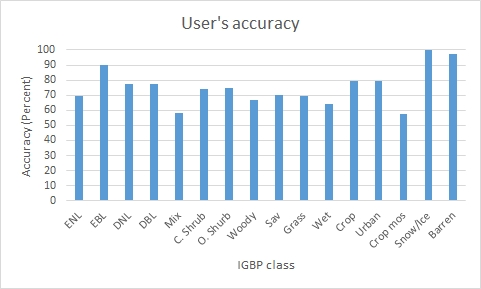 User's accuracy
Accuracy (Percent)
100
90
80
70
60
50
40
30
20
10
0
ENL
EBL
DNL
DBL
Mix
C. Shrub
O. Shurb
Woody
Sav
Grass
Wet
Crop
Urban
Crop mos
Snow/Ice
Barren
IGBP class